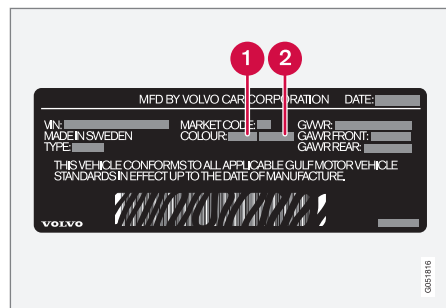 1 2
MFD BY VOLVO CAR CORPORATION DATE:
VIN: MARKET CODE: GVWR:
MADE IN SWEDEN COLOUR: GAWR FRONT:
TYPE: GAWR REAR:
THIS VEHICLE CONFORMS TO ALL APPLICABLE GULF MOTOR VEHICLE
STANDARDS IN EFFECT UP TO THE DATE OF MANUFACTURE.
VOLVO
G051816